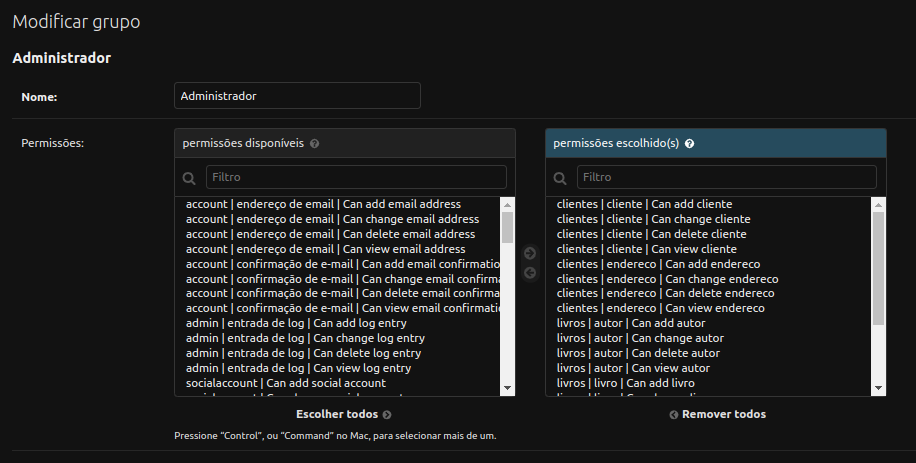 Modificar grupo
Administrador
Nome:
Administrador
Permissões:
permissões disponíveis ?
Filtro
account | endereço de email | Can add email address
account | endereço de email | Can change email address
account | endereço de email | Can delete email address
account | endereço de email | Can view email address
account | confirmação de e-mail | Can add email confirmatio
account | confirmação de e-mail | Can change email confirma
account | confirmação de e-mail | Can delete email confirma
account | confirmação de e-mail | Can view email confirmatio
admin | entrada de log | Can add log entry
admin | entrada de log | Can change log entry
admin | entrada de log | Can delete log entry
admin | entrada de log | Can view log entry
socialaccount | Can add social account
Escolher todos
permissões escolhido(s) ?
Filtro
clientes | cliente | Can add cliente
clientes | cliente | Can change cliente
clientes | cliente | Can delete cliente
clientes | cliente | Can view cliente
clientes | endereco | Can add endereco
clientes | endereco | Can change endereco
clientes | endereco | Can delete endereco
clientes | endereco | Can view endereco
livros | autor | Can add autor
livros | autor | Can change autor
livros | autor | Can delete autor
livros | autor | Can view autor
livros | livro | Can add livro
Remover todos
Pressione “Control”, ou “Command” no Mac, para selecionar mais de um.